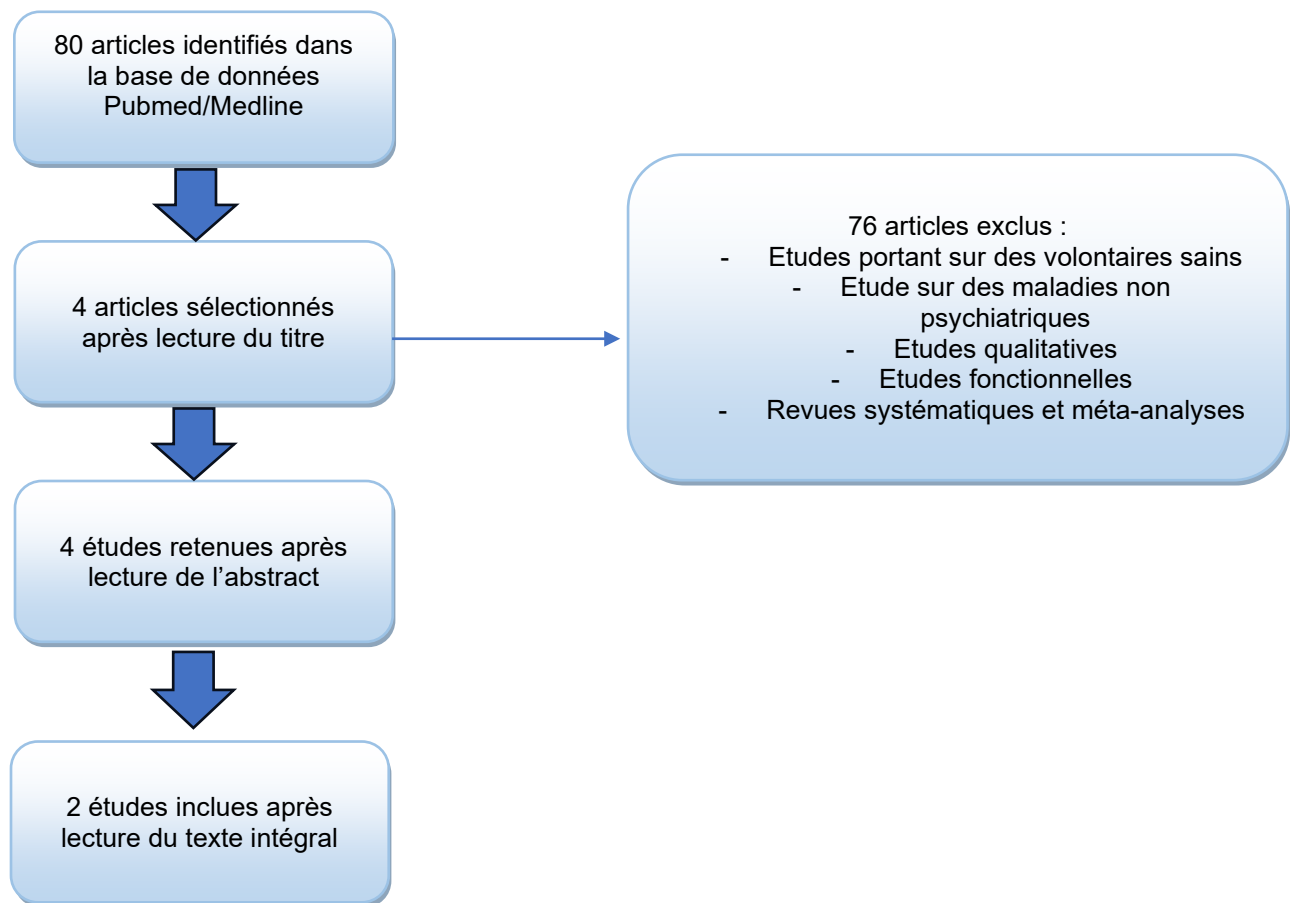 80 articles identifiés dans
la base de données
Pubmed/Medline
4 articles sélectionnés
après lecture du titre
76 articles exclus :
- Etudes portant sur des volontaires sains
- Etude sur des maladies non
psychiatriques
- Etudes qualitatives
- Etudes fonctionnelles
- Revues systématiques et méta-analyses
4 études retenues après
lecture de l’abstract
2 études inclues après
lecture du texte intégral